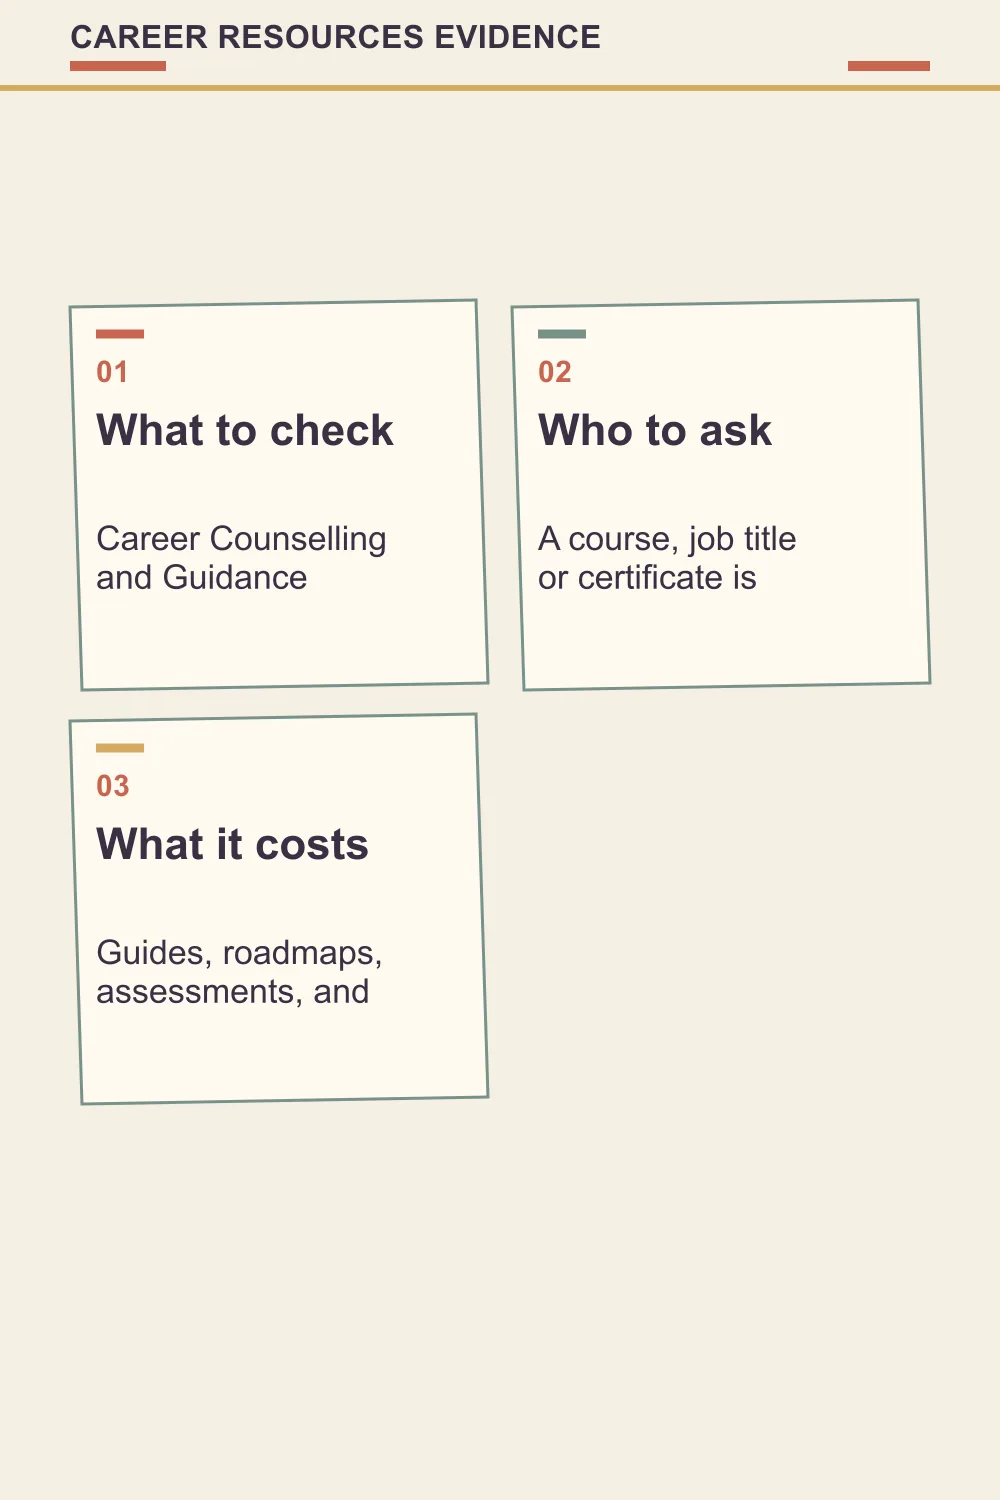 CAREER RESOURCES EVIDENCE
01
What to check
Career Counselling
and Guidance
02
Who to ask
A course, job title
or certificate is
03
What it costs
Guides, roadmaps,
assessments, and